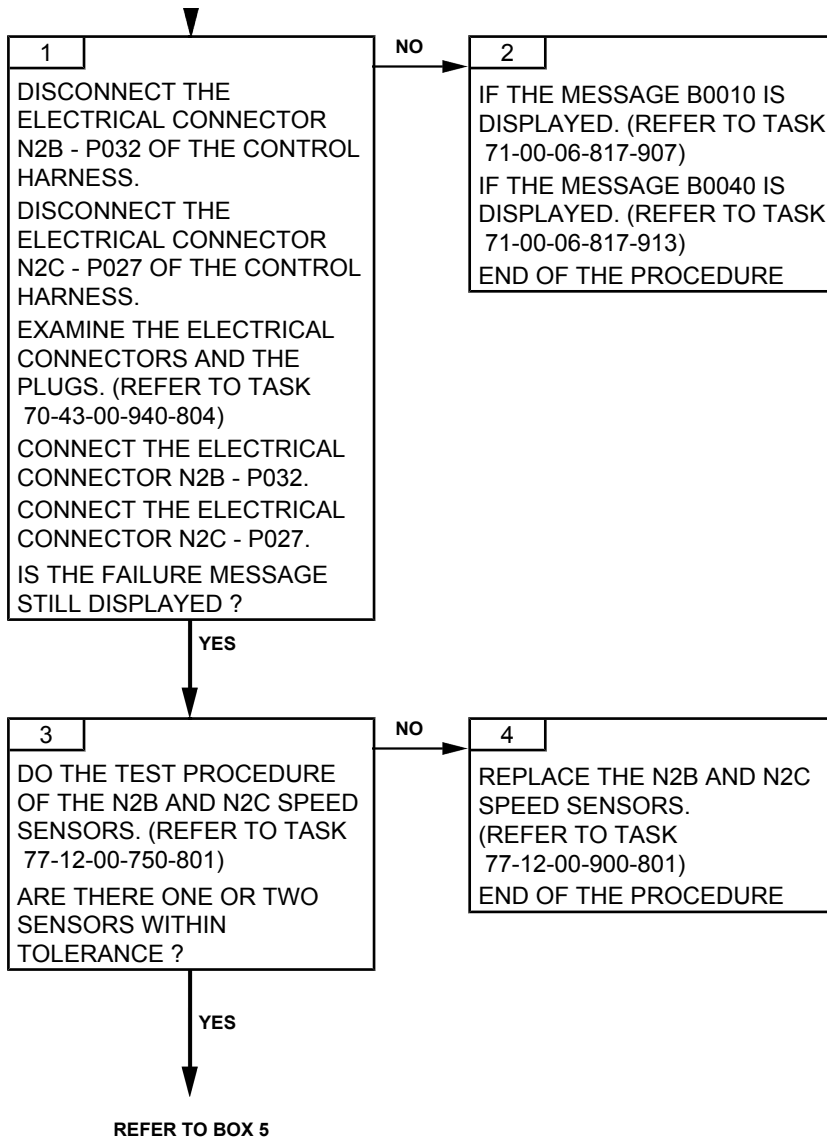 1
DISCONNECT THE
ELECTRICAL CONNECTOR
N2B - P032 OF THE CONTROL
HARNESS.
DISCONNECT THE
ELECTRICAL CONNECTOR
N2C - P027 OF THE CONTROL
HARNESS.
EXAMINE THE ELECTRICAL
CONNECTORS AND THE
PLUGS. (REFER TO TASK
70-43-00-940-804)
CONNECT THE ELECTRICAL
CONNECTOR N2B - P032.
CONNECT THE ELECTRICAL
CONNECTOR N2C - P027.
IS THE FAILURE MESSAGE
STILL DISPLAYED ?
NO
2
IF THE MESSAGE B0010 IS
DISPLAYED. (REFER TO TASK
71-00-06-817-907)
IF THE MESSAGE B0040 IS
DISPLAYED. (REFER TO TASK
71-00-06-817-913)
END OF THE PROCEDURE
YES
3
DO THE TEST PROCEDURE
OF THE N2B AND N2C SPEED
SENSORS. (REFER TO TASK
77-12-00-750-801)
ARE THERE ONE OR TWO
SENSORS WITHIN
TOLERANCE ?
NO
4
REPLACE THE N2B AND N2C
SPEED SENSORS.
(REFER TO TASK
77-12-00-900-801)
END OF THE PROCEDURE
YES
REFER TO BOX 5